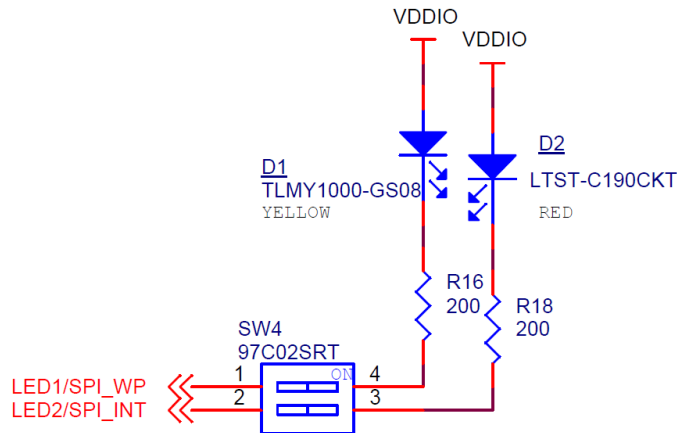 VDDIO
VDDIO
D1
TLMY1000-GS08
YELLOW
D2
LTST-C190CKT
RED
R16
200
R18
200
SW4
97C02SRT
ON
1
4
2
3
LED1/SPI_WP
LED2/SPI_INT